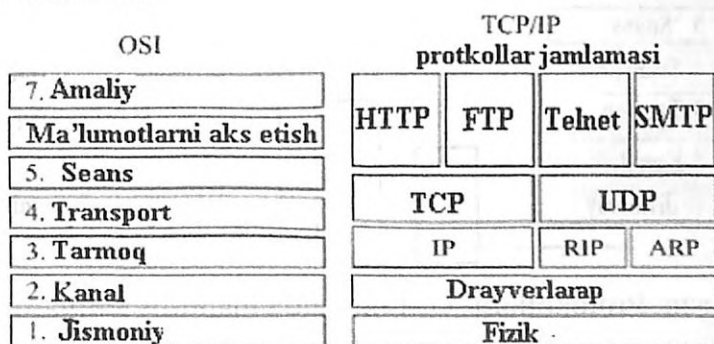 OSI
7. Amaliy
Ma'lumotlarni aks etish
5. Seans
4. Transport
3. Tarmoq
2. Kanal
1. Jismoniy
TCP/IP
protkollar jamlamasi
HTTP FTP Telnet SMTP
TCP UDP
IP RIP ARP
Drayverlarap
Fizik